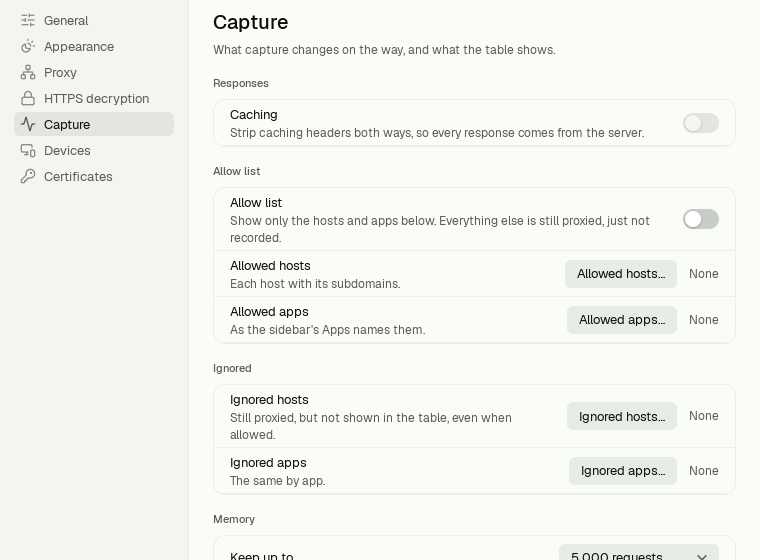 General
Appearance
Proxy
HTTPS decryption
Capture
Devices
Certificates
Capture
What capture changes on the way, and what the table shows.
Responses
Caching
Strip caching headers both ways, so every response comes from the server.
Allow list
Allow list
Show only the hosts and apps below. Everything else is still proxied, just not
recorded.
Allowed hosts
Each host with its subdomains.
Allowed hosts...
None
Allowed apps
As the sidebar's Apps names them.
Allowed apps...
None
Ignored
Ignored hosts
Still proxied, but not shown in the table, even when
allowed.
Ignored hosts...
None
Ignored apps
The same by app.
Ignored apps...
None
Memory
Keep up to
5,000 requests